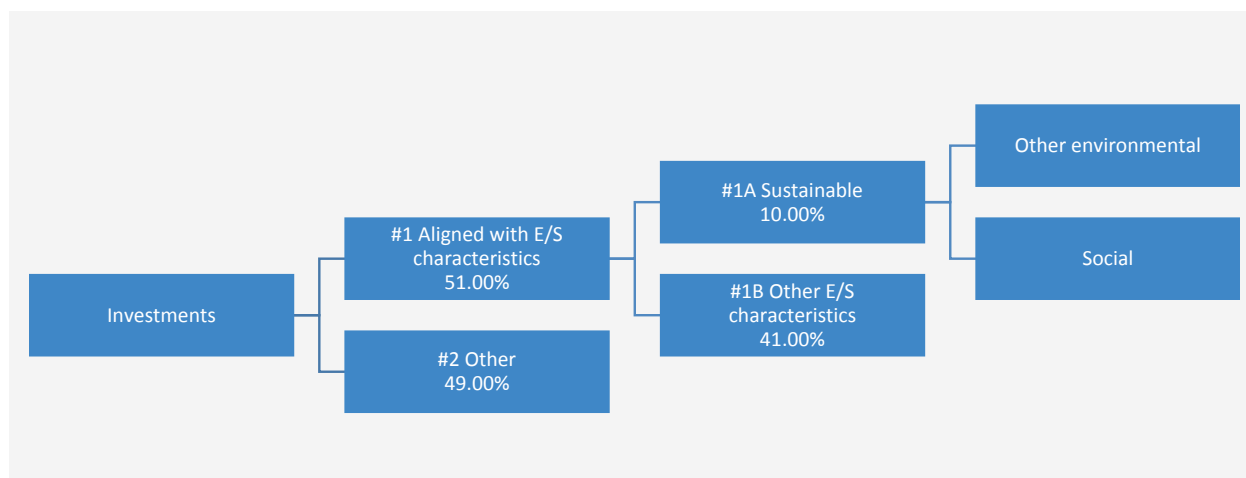 Investments
#1 Aligned with E/S
characteristics
51.00%
#2 Other
49.00%
#1A Sustainable
10.00%
#1B Other E/S
characteristics
41.00%
Other environmental
Social